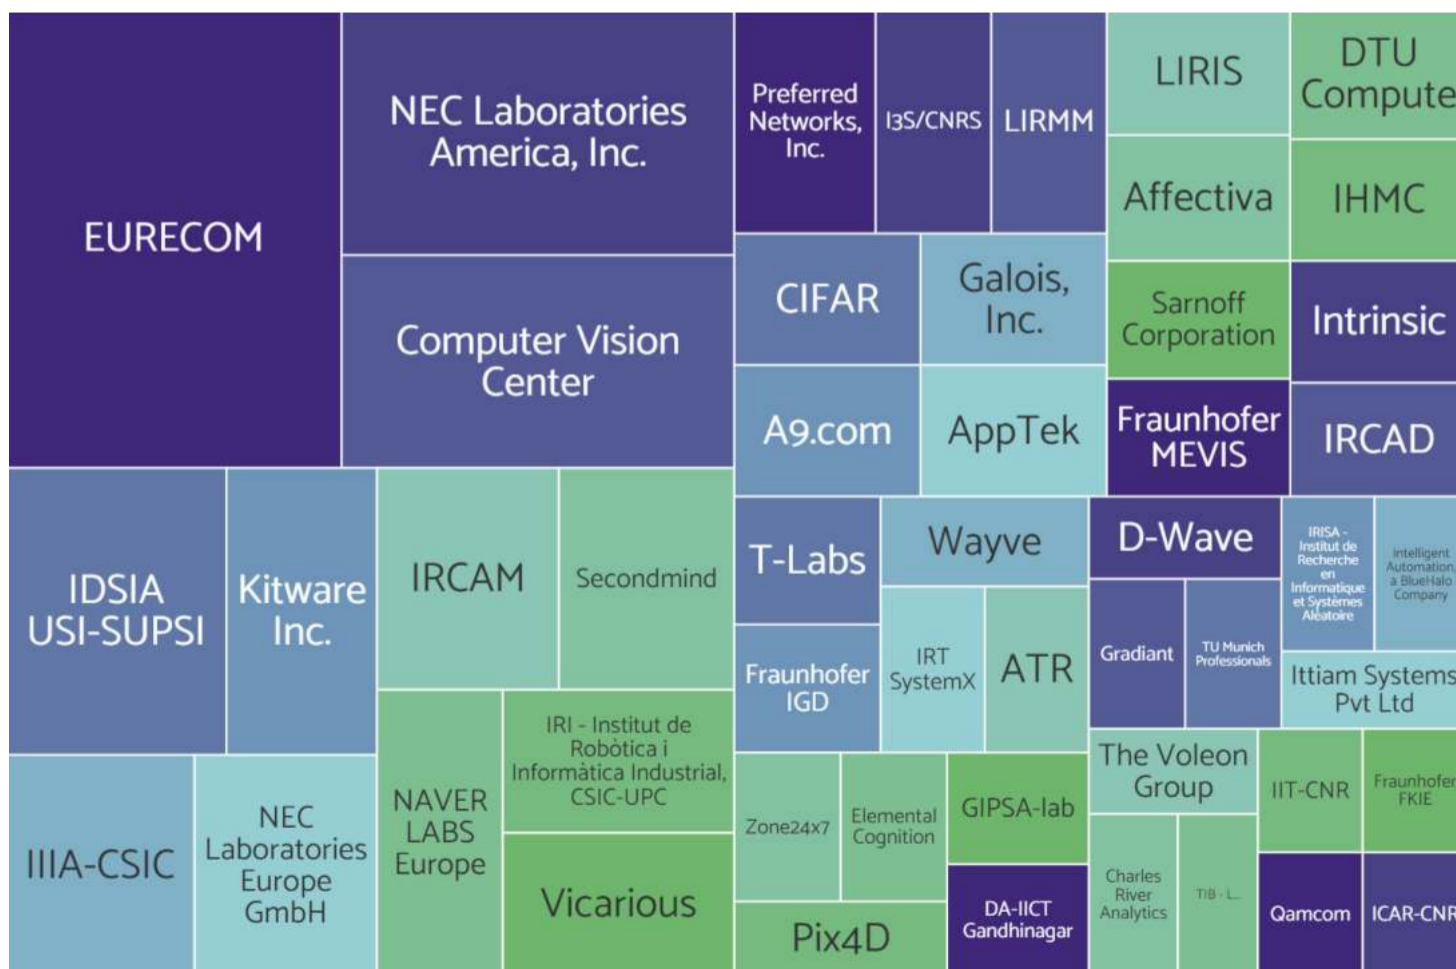 EURECOM
NEC Laboratories
America, Inc.
Computer Vision
Center
IDSIA
USI-SUPSI
Kitware
Inc.
IIIA-CSIC
NEC
Laboratories
Europe
GmbH
IRCAM
Secondmind
NAVER
LABS
Europe
IRI - Institut de
Robòtica i
Informàtica Industrial,
CSIC-UPC
Vicarious
Preferred
Networks,
Inc.
I3S/CNRS
LIRMM
CIFAR
Galois,
Inc.
A9.com
AppTek
LIRIS
DTU
Compute
Affectiva
IHMC
Sarnoff
Corporation
Intrinsic
Fraunhofer
MEVIS
IRCAD
T-Labs
Wayve
Fraunhofer
IGD
IRT
SystemX
ATR
D-Wave
Gradiant
TU Munich
Professionals
IRISA -
Institut de
Recherche
en
Informatique
et Systèmes
Aléatoire
Intelligent
Automation,
a BlueHalo
Company
Ittiam Systems
Pvt Ltd
Zone24x7
Elemental
Cognition
GIPSA-lab
Pix4D
DA-IICT
Gandhinagar
The Voleon
Group
IIT-CNR
Fraunhofer
FKIE
Charles
River
Analytics
TIB - L...
Qamcom
ICAR-CNR